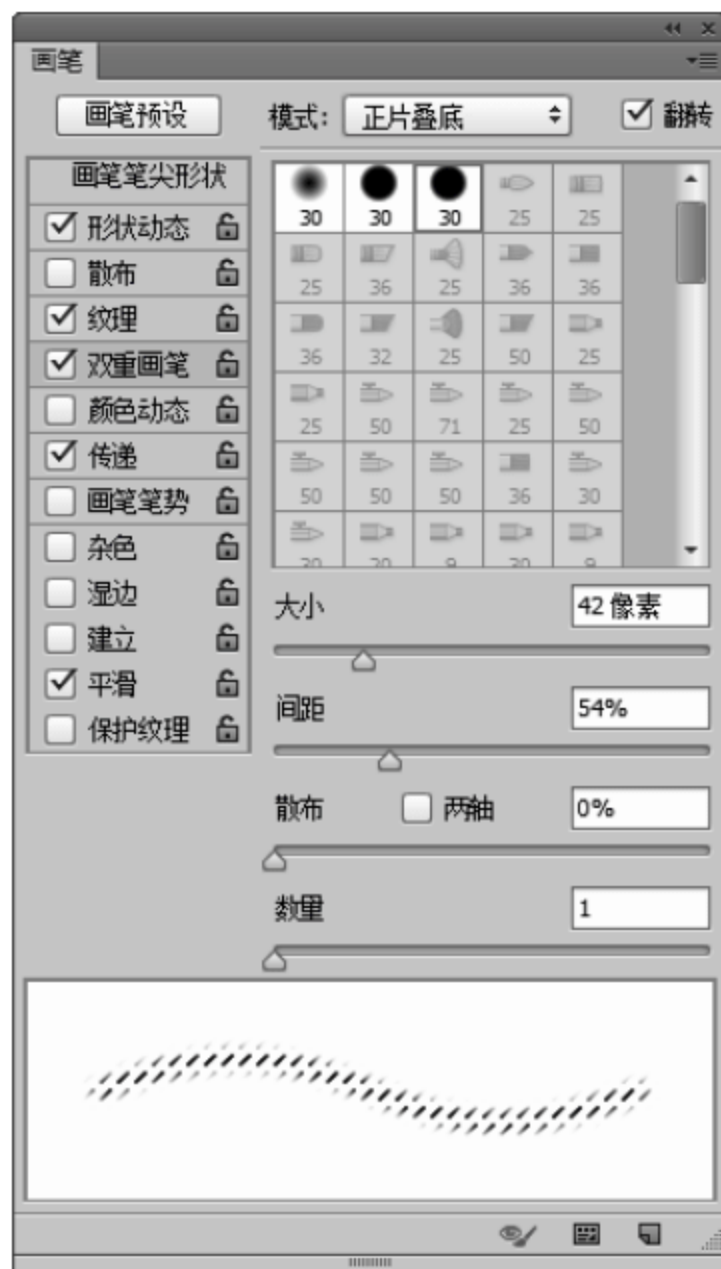 画笔
画笔预设 模式： 正片叠底 翻转
画笔笔尖形状
形状动态
散布
纹理
双重画笔
颜色动态
传递
画笔笔势
杂色
湿边
建立
平滑
保护纹理
30 30 30 25 25
25 36 25 36 36
36 32 25 50 25
25 50 71 25 50
50 50 50 36 30
30 20 9 30 9
大小 42 像素
间距 54%
散布 两轴 0%
数量 1